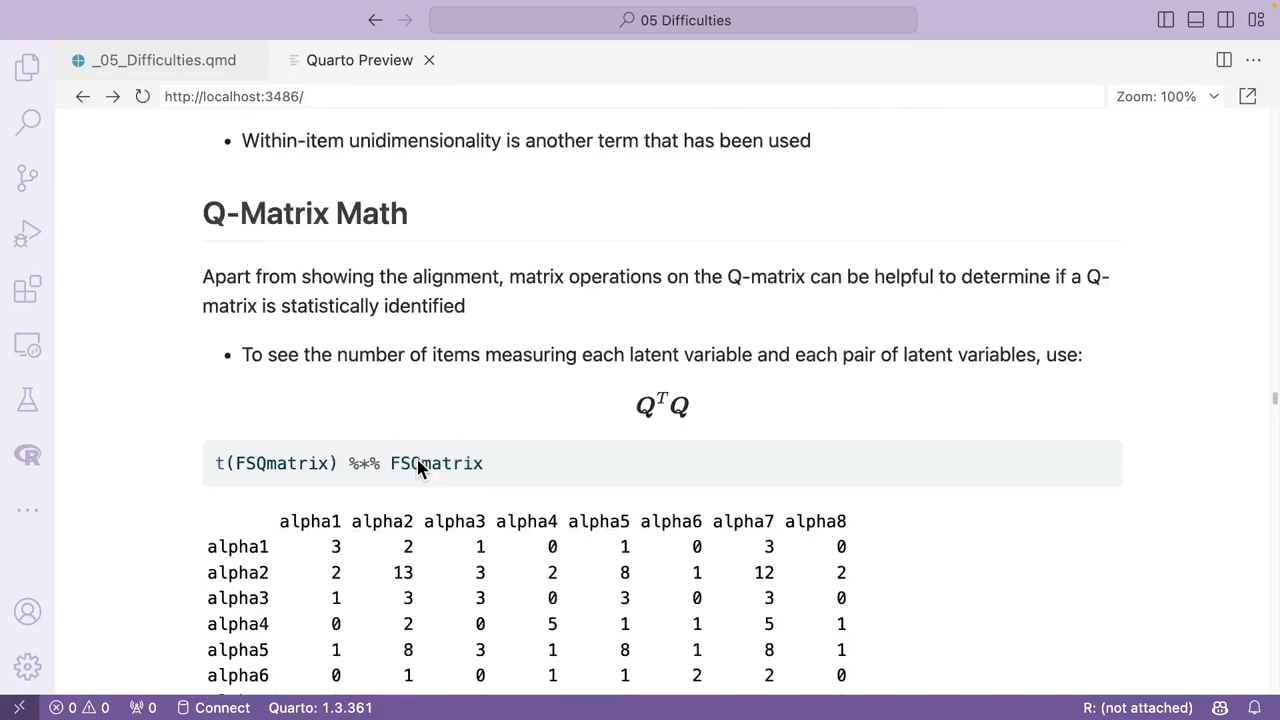 05 Difficulties
_05_Difficulties.qmd
Quarto Preview
http://localhost:3486/
Zoom: 100%
• Within-item unidimensionality is another term that has been used
Q-Matrix Math
Apart from showing the alignment, matrix operations on the Q-matrix can be helpful to determine if a Q-
matrix is statistically identified
• To see the number of items measuring each latent variable and each pair of latent variables, use:
QᵀQ
t(FSQmatrix) %*% FSQmatrix
alpha1 alpha2 alpha3 alpha4 alpha5 alpha6 alpha7 alpha8
alpha1 3 2 1 0 1 0 3 0
alpha2 2 13 3 2 8 1 12 2
alpha3 1 3 3 0 3 0 3 0
alpha4 0 2 0 5 1 1 5 1
alpha5 1 8 3 1 8 1 8 1
alpha6 0 1 0 1 1 2 2 0
0 0 0 Connect Quarto: 1.3.361 R: (not attached)